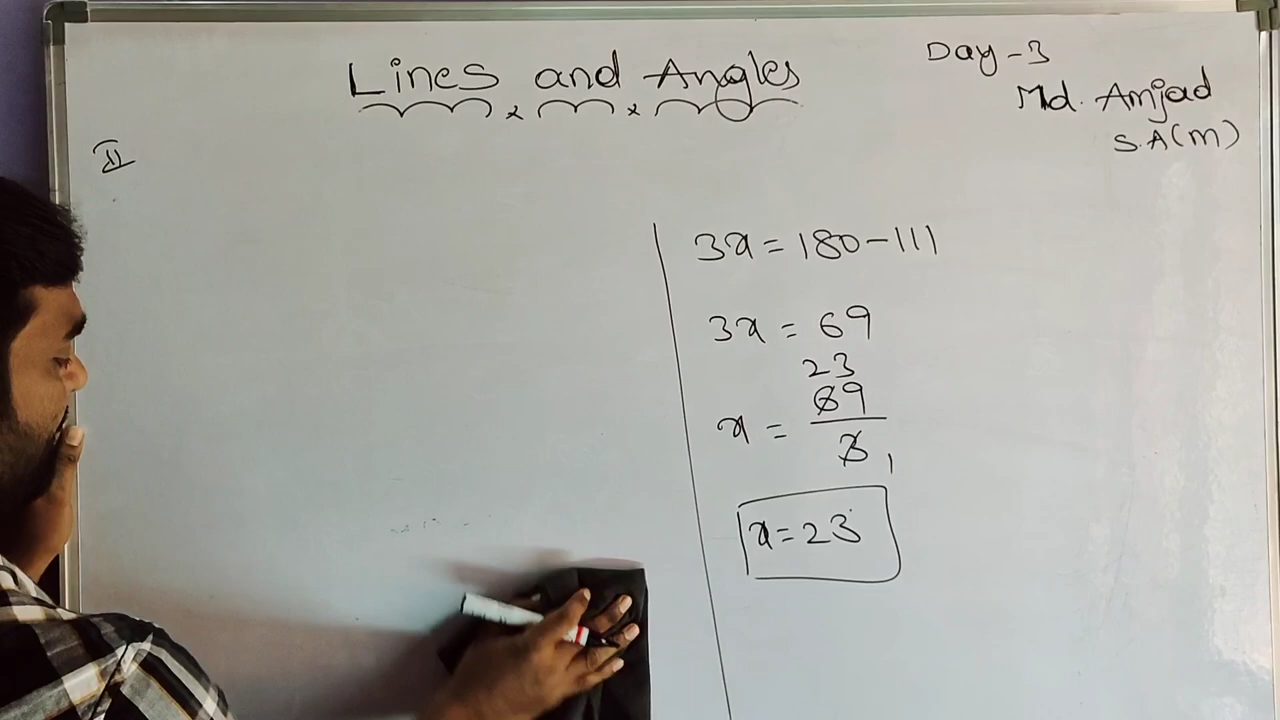 Lines and Angles
Day-3
Md. Amjad
S.A(M)
II
3x = 180-111
3x = 69
23
x = 69/3
1
x=23